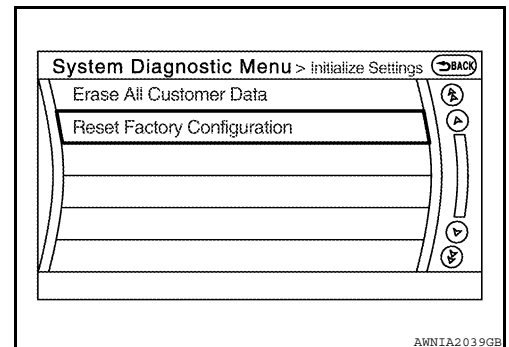 System Diagnostic Menu > Initialize Settings BACK
Erase All Customer Data
Reset Factory Configuration
AWNIA2039GB